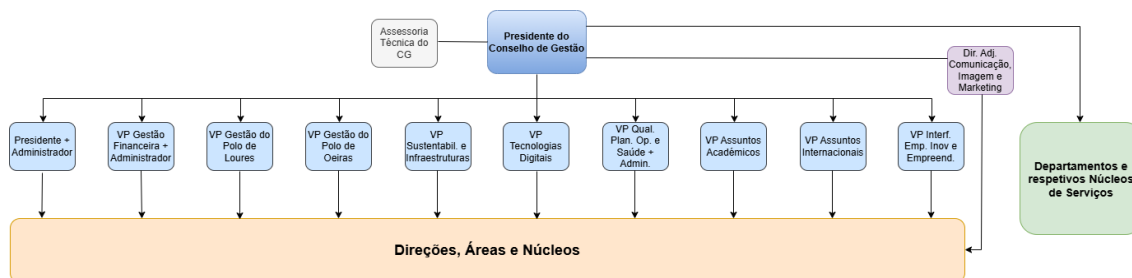 Assessoria
Técnica do
CG
Presidente do
Conselho de Gestão
Dir. Adj.
Comunicação,
Imagem e
Marketing
Presidente +
Administrador
VP Gestão
Financeira +
Administrador
VP Gestão do
Polo de
Loures
VP Gestão do
Polo de
Oeiras
VP
Sustentabil. e
Infraestruturas
VP
Tecnologias
Digitais
VP Qual.
Plan. Op. e
Saúde +
Admin.
VP Assuntos
Acadêmicos
VP Assuntos
Internacionais
VP Interf.
Emp. Inov e
Empreend.
Departamentos e
respetivos Núcleos
de Serviços
Direções, Áreas e Núcleos